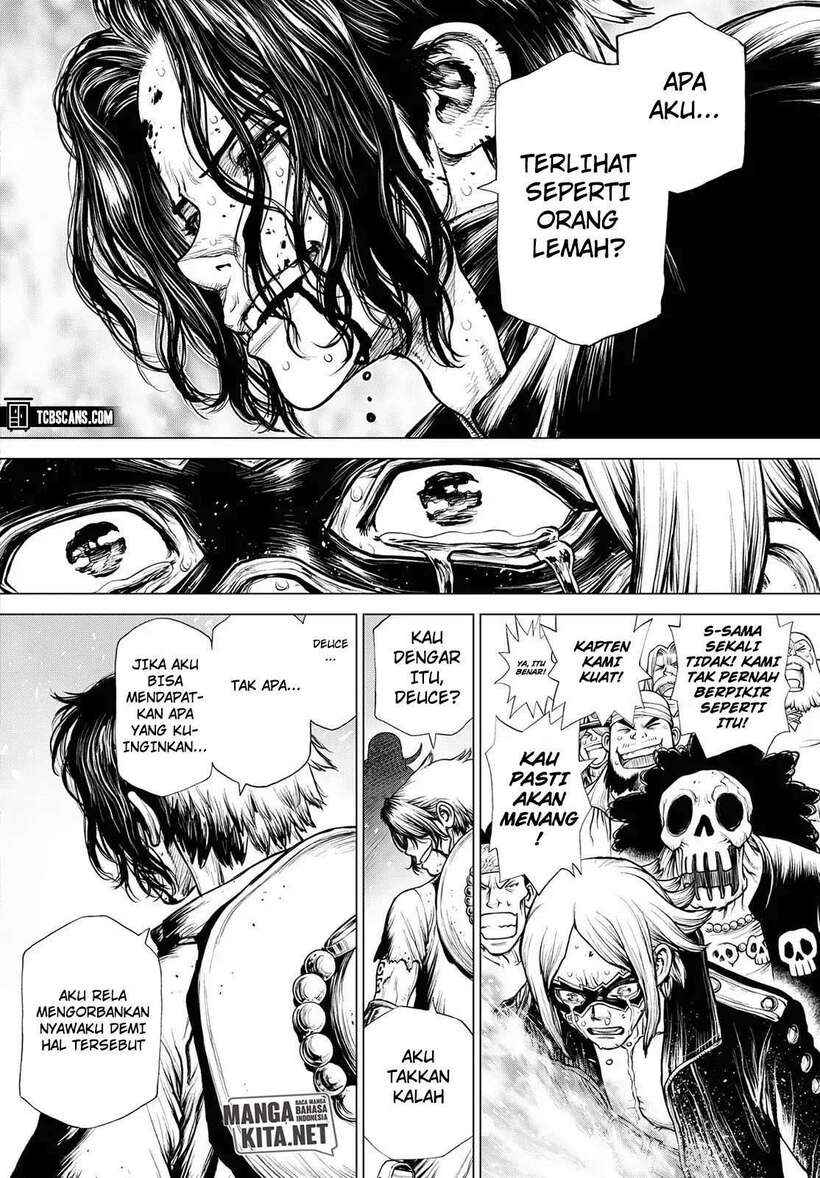 APA
AKU...
TERLIHAT
SEPERTI
ORANG
LEMAH?
TCBSCANS.COM
S-SAMA
SEKALI
TIDAK! KAMI
TAK PERNAH
BERPIKIR
SEPERTI
ITU!
KAPTEN
KAMI
KUAT!
YA, ITU
BENAR!
KAU
PASTI
AKAN
MENANG
!
KAU
DENGAR
ITU,
DEUCE?
AKU
TAKKAN
KALAH
DEUCE
...
TAK APA...
JIKA AKU
BISA
MENDAPAT-
KAN APA
YANG KU-
INGINKAN...
AKU RELA
MENGORBANKAN
NYAWAKU DEMI
HAL TERSEBUT
MANGA
BACA MANGA
BAHASA
INDONESIA
KITA.NET